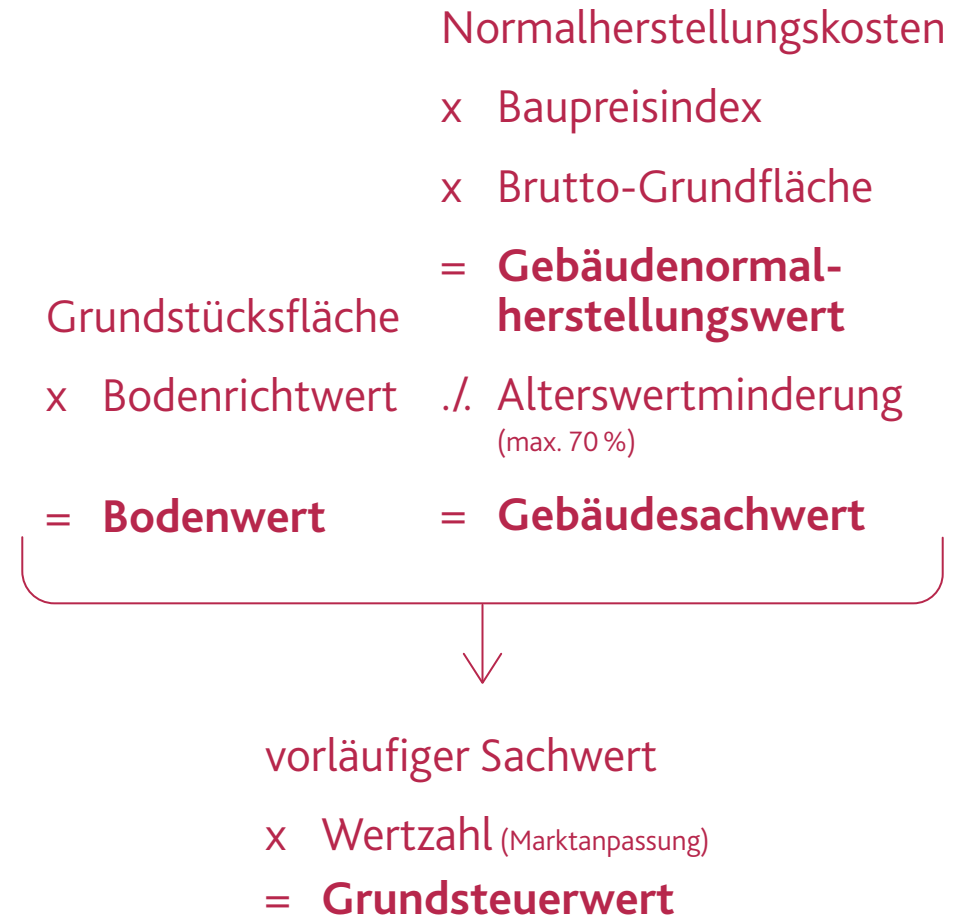 Grundstücksfläche
x Bodenrichtwert
= Bodenwert
Normalherstellungskosten
x Baupreisindex
x Brutto-Grundfläche
= Gebäudenormal-
herstellungswert
./. Alterswertminderung
(max. 70 %)
= Gebäudesachwert
vorläufiger Sachwert
x Wertzahl (Marktanpassung)
= Grundsteuerwert